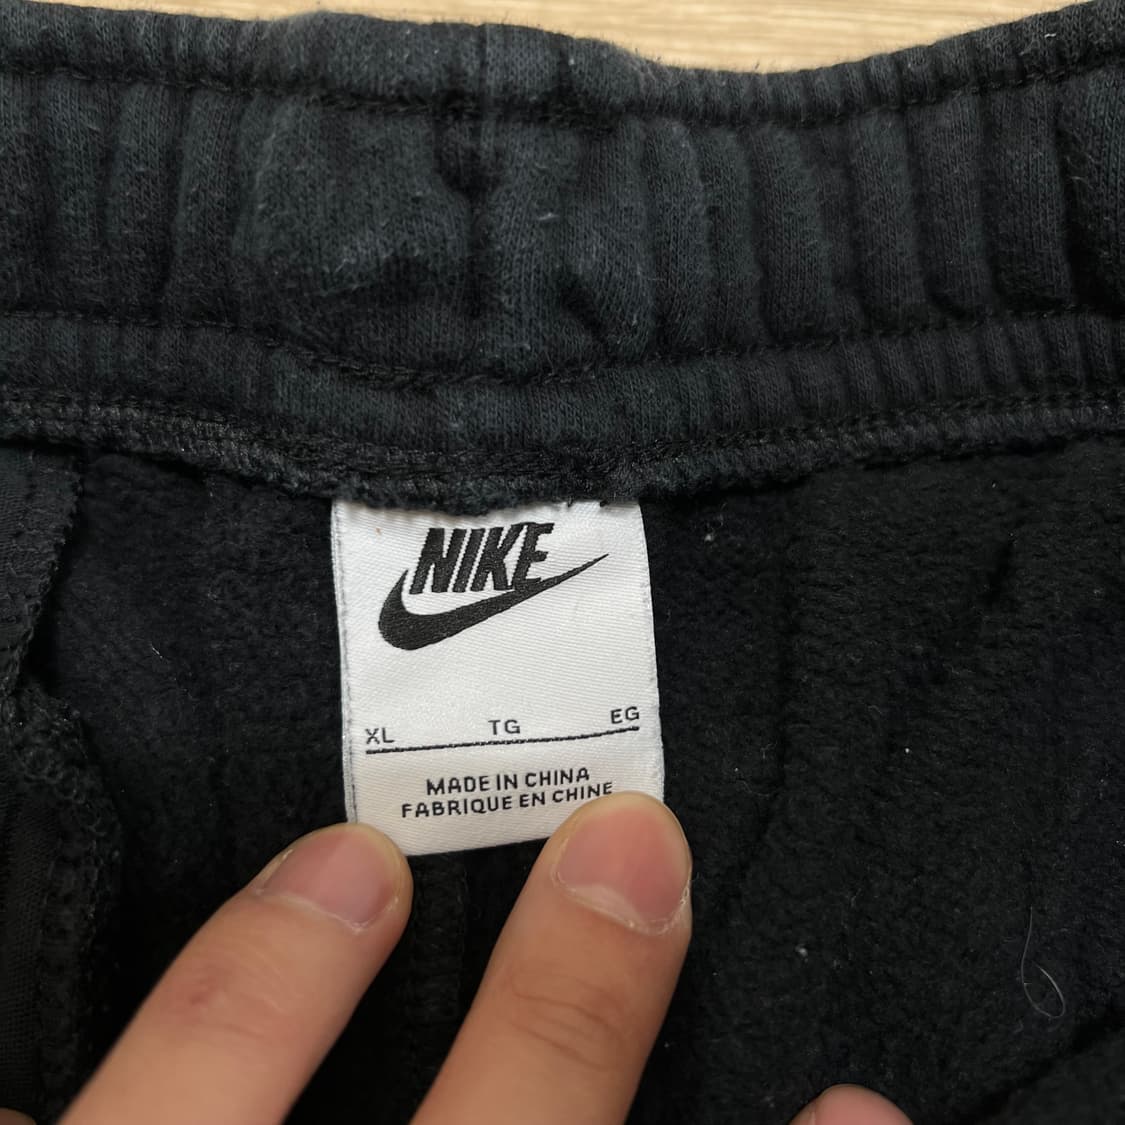 NIKE
XL TG EG
MADE IN CHINA
FABRIQUE EN CHINE